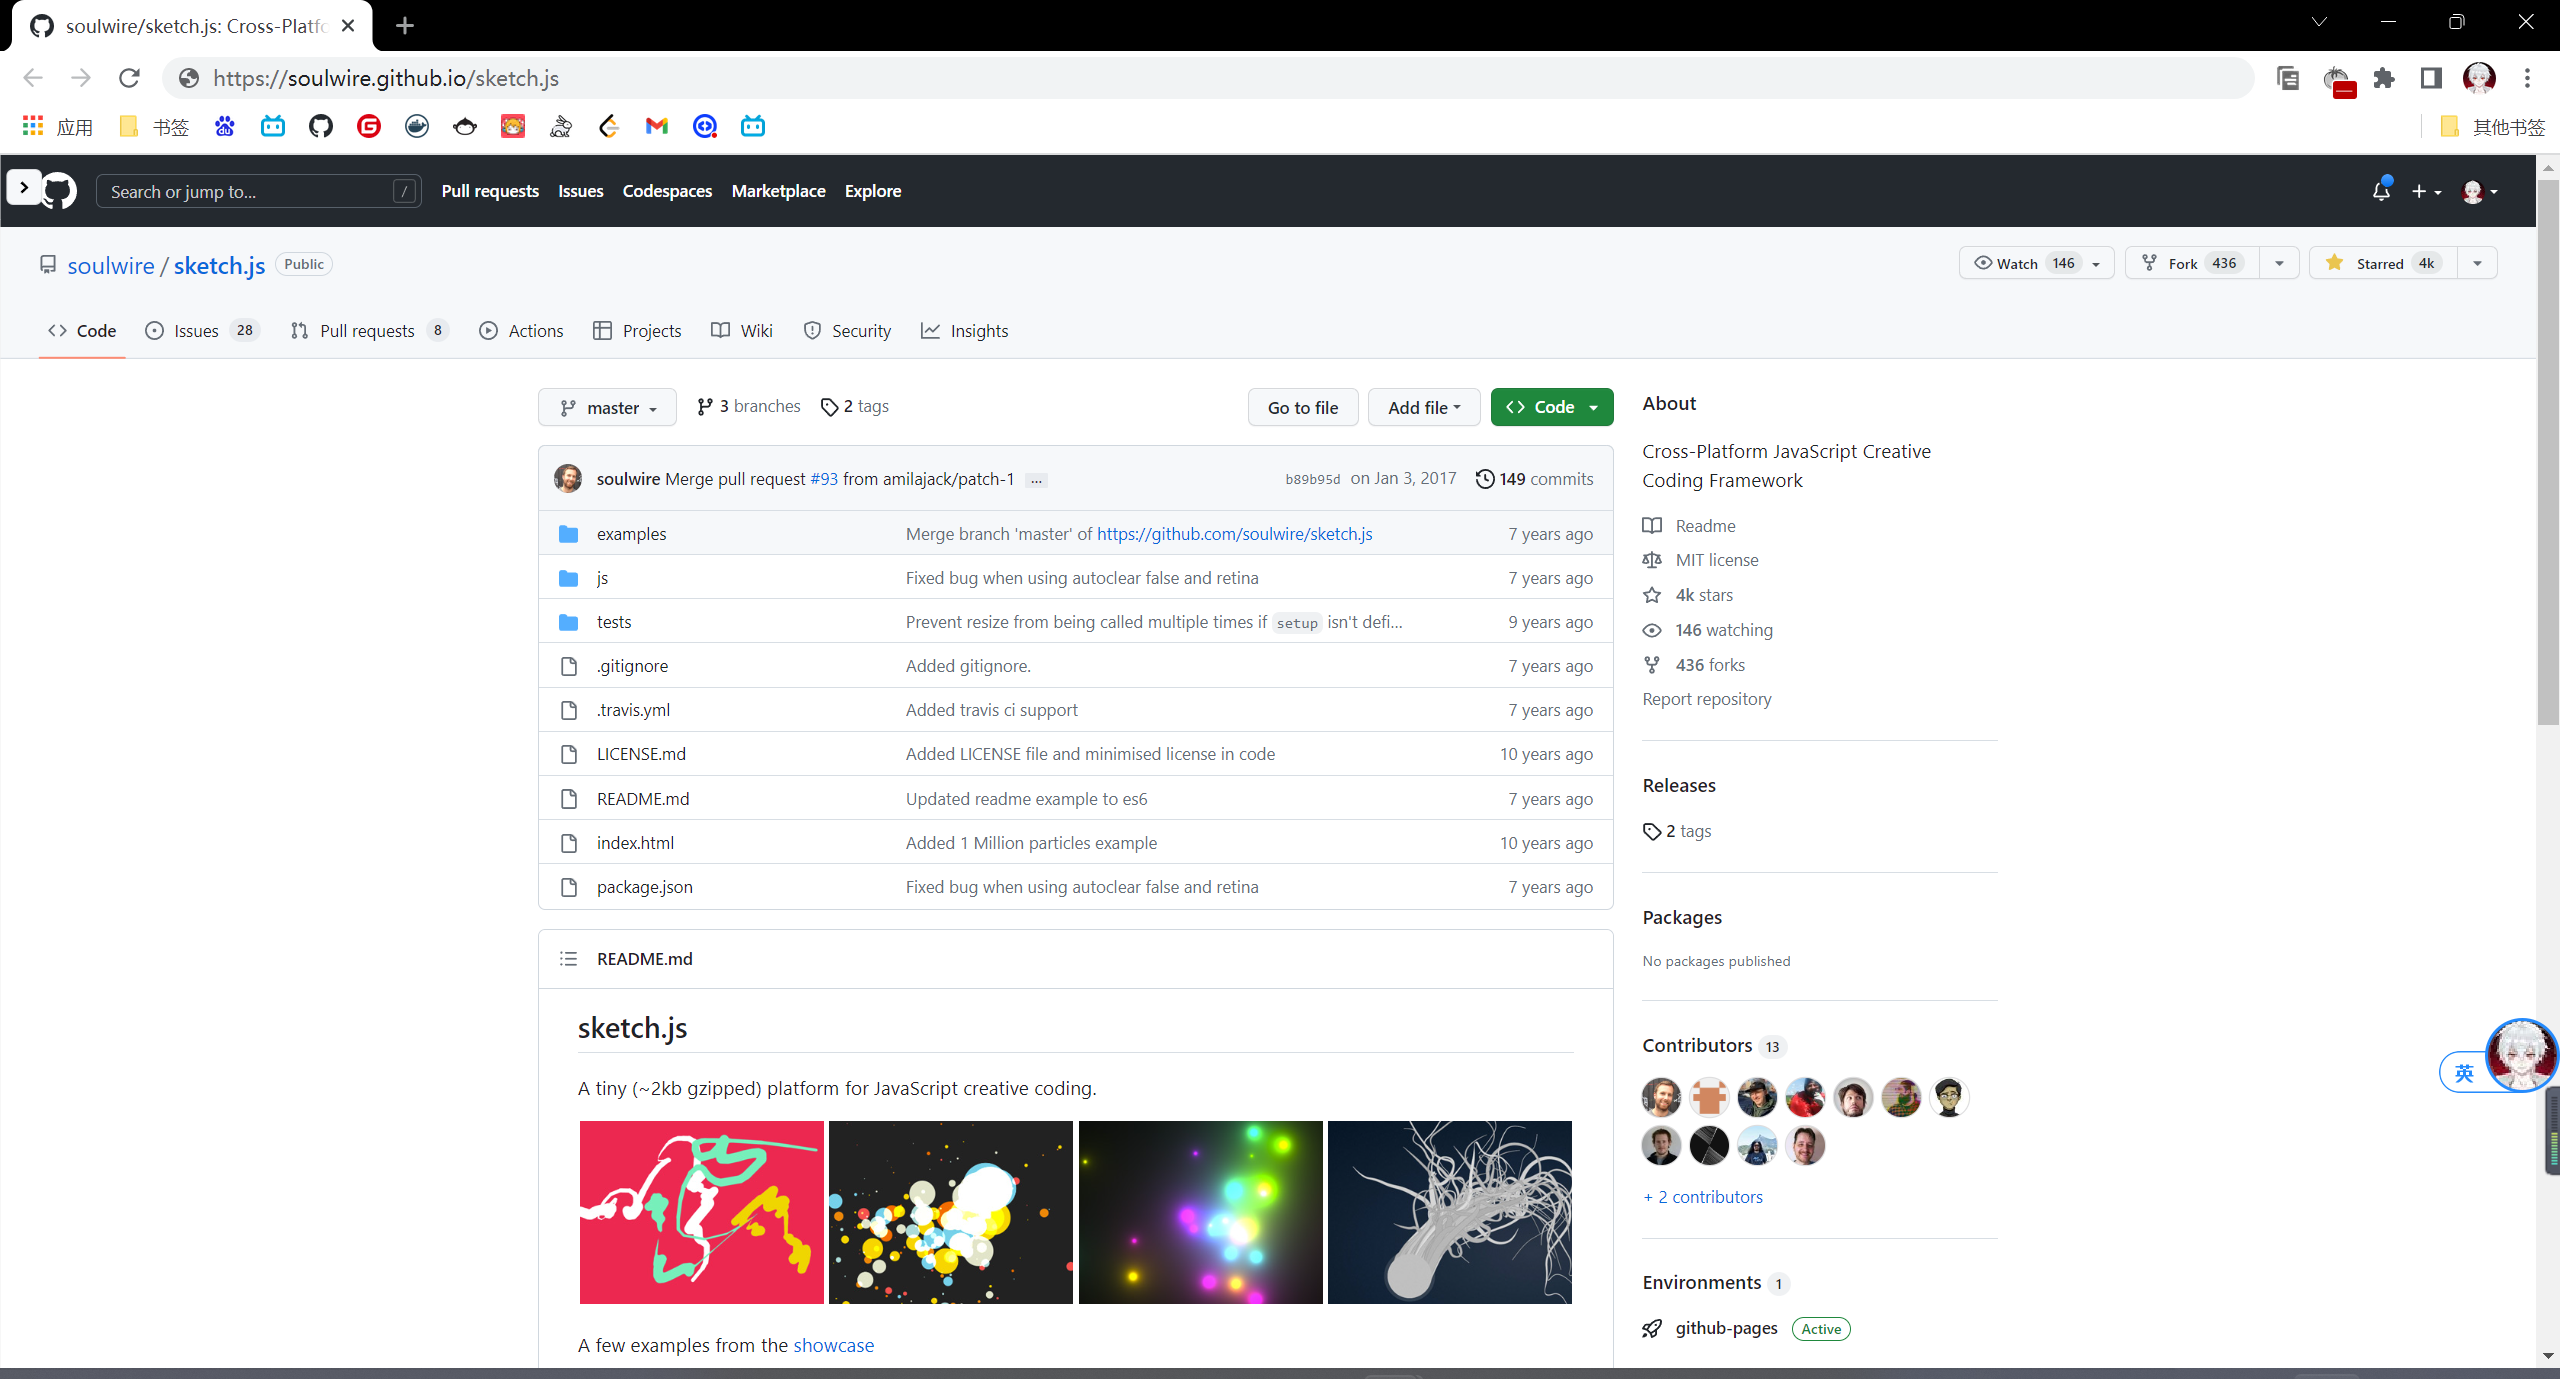 soulwire/sketch.js: Cross-Platfo
https://soulwire.github.io/sketch.js
应用 书签 其他书签
Search or jump to... / Pull requests Issues Codespaces Marketplace Explore
soulwire / sketch.js Public Watch 146 Fork 436 Starred 4k
Code Issues 28 Pull requests 8 Actions Projects Wiki Security Insights
master 3 branches 2 tags Go to file Add file Code
soulwire Merge pull request #93 from amilajack/patch-1 ... b89b95d on Jan 3, 2017 149 commits
examples Merge branch 'master' of https://github.com/soulwire/sketch.js 7 years ago
js Fixed bug when using autoclear false and retina 7 years ago
tests Prevent resize from being called multiple times if setup isn't defi... 9 years ago
.gitignore Added gitignore. 7 years ago
.travis.yml Added travis ci support 7 years ago
LICENSE.md Added LICENSE file and minimised license in code 10 years ago
README.md Updated readme example to es6 7 years ago
index.html Added 1 Million particles example 10 years ago
package.json Fixed bug when using autoclear false and retina 7 years ago
README.md
sketch.js
A tiny (~2kb gzipped) platform for JavaScript creative coding.
A few examples from the showcase
About
Cross-Platform JavaScript Creative
Coding Framework
Readme
MIT license
4k stars
146 watching
436 forks
Report repository
Releases
2 tags
Packages
No packages published
Contributors 13
+ 2 contributors
Environments 1
github-pages Active
英